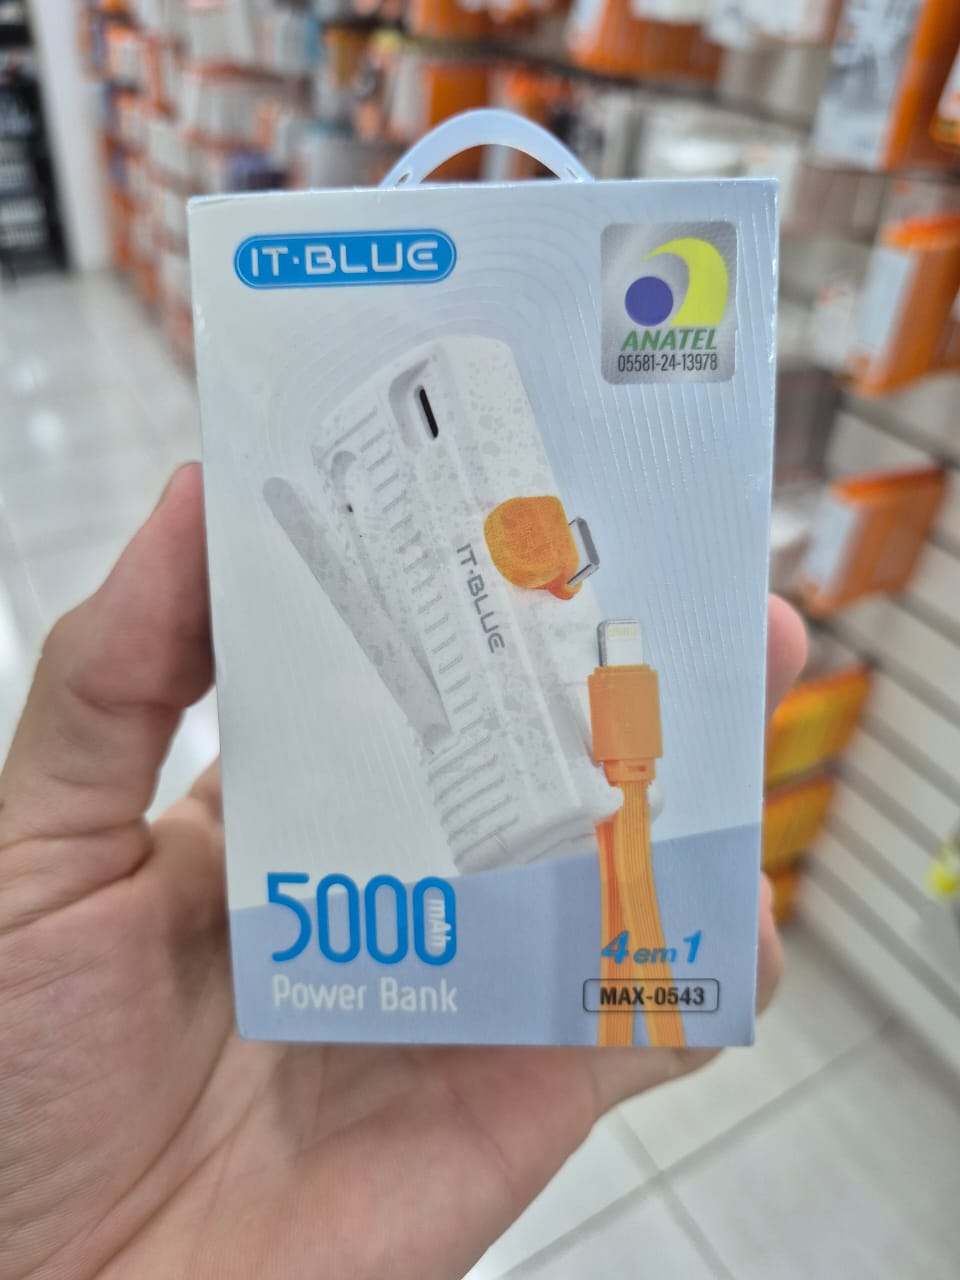 IT·BLUE
ANATEL
05581-24-13978
IT·BLUE
5000 mAh
Power Bank
4 em 1
MAX-0543